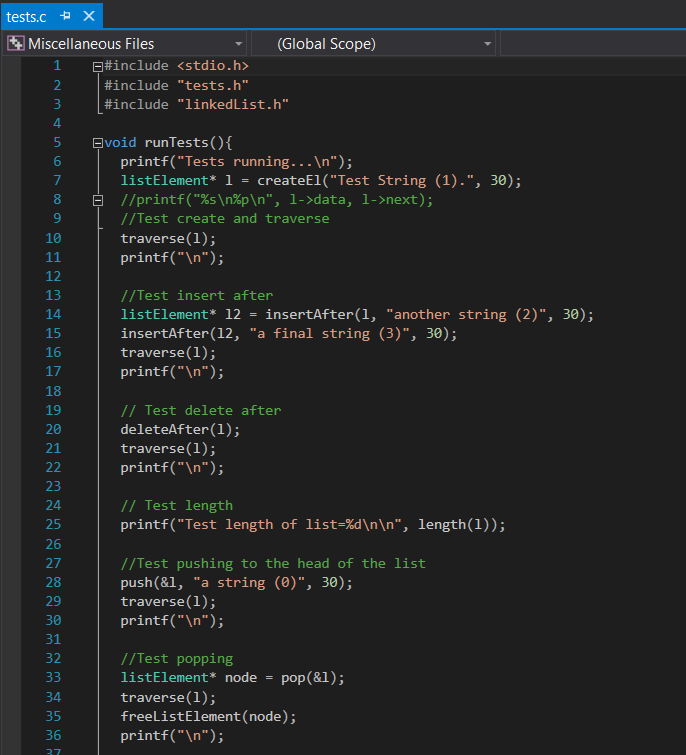 tests.c
Miscellaneous Files (Global Scope)
1 #include <stdio.h>
2 #include "tests.h"
3 #include "linkedList.h"
4
5 void runTests(){
6 printf("Tests running...\n");
7 listElement* l = createEl("Test String (1).", 30);
8 //printf("%s\n%p\n", l->data, l->next);
9 //Test create and traverse
10 traverse(l);
11 printf("\n");
12
13 //Test insert after
14 listElement* l2 = insertAfter(l, "another string (2)", 30);
15 insertAfter(l2, "a final string (3)", 30);
16 traverse(l);
17 printf("\n");
18
19 // Test delete after
20 deleteAfter(l);
21 traverse(l);
22 printf("\n");
23
24 // Test length
25 printf("Test length of list=%d\n\n", length(l));
26
27 //Test pushing to the head of the list
28 push(&l, "a string (0)", 30);
29 traverse(l);
30 printf("\n");
31
32 //Test popping
33 listElement* node = pop(&l);
34 traverse(l);
35 freeListElement(node);
36 printf("\n");
37